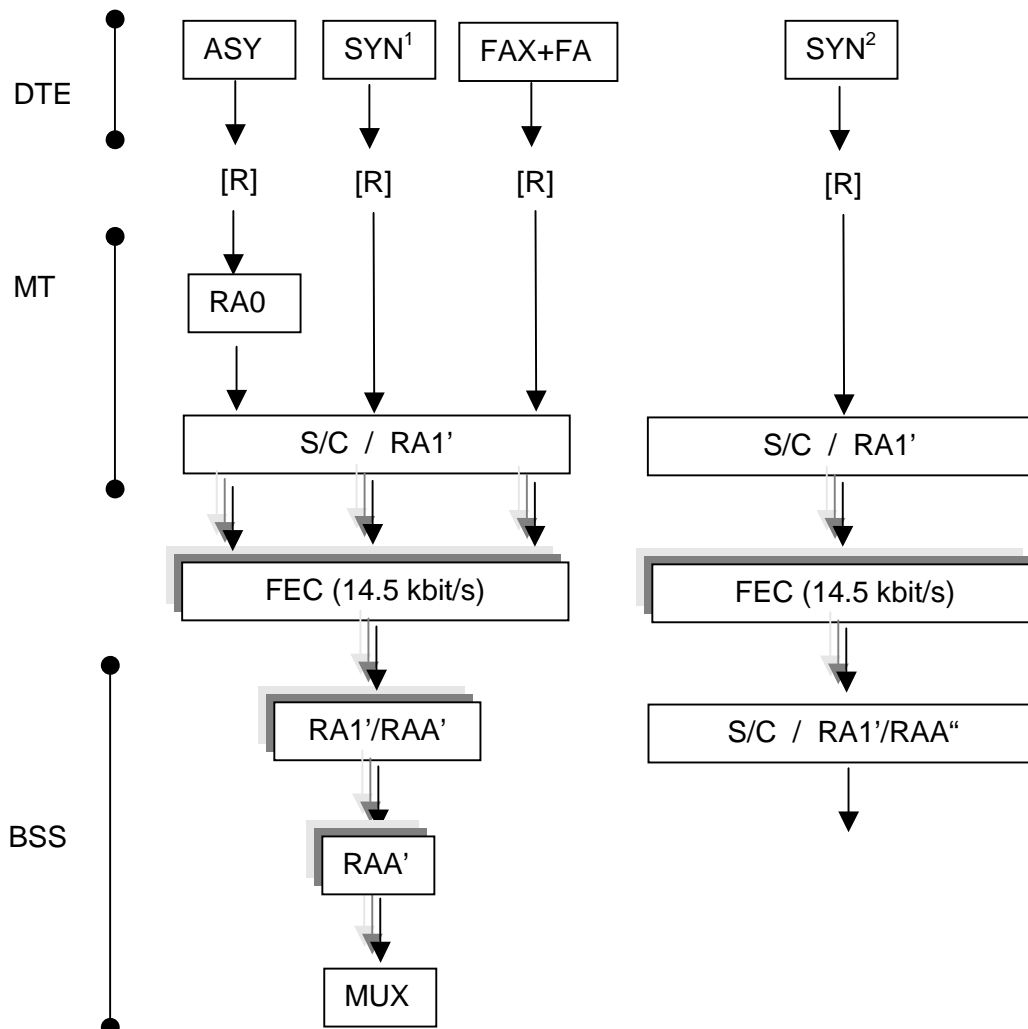 ASY SYN¹ FAX+FA SYN²
DTE
[R] [R] [R] [R]
MT
RA0
S/C / RA1’ S/C / RA1’
FEC (14.5 kbit/s) FEC (14.5 kbit/s)
RA1’/RAA’ S/C / RA1’/RAA“
BSS
RAA’
MUX